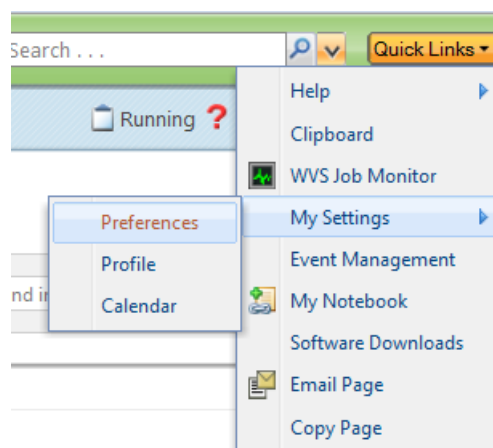 Search . . .
Quick Links
Running ?
Help
Clipboard
WVS Job Monitor
My Settings
Preferences
Profile
Calendar
Event Management
My Notebook
Software Downloads
Email Page
Copy Page